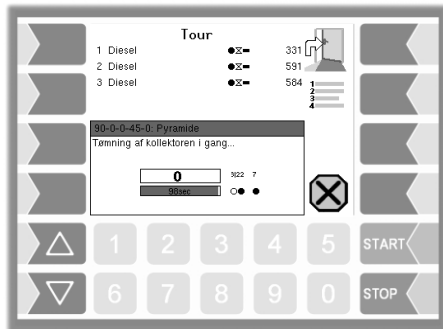 Tour
1 Diesel 331
2 Diesel 591
3 Diesel 584
1
2
3
4
90-0-0-45-0: Pyramide
Tømning af kollektoren i gang...
0
3|22 7
98sec
1 2 3 4 5 START
6 7 8 9 0 STOP